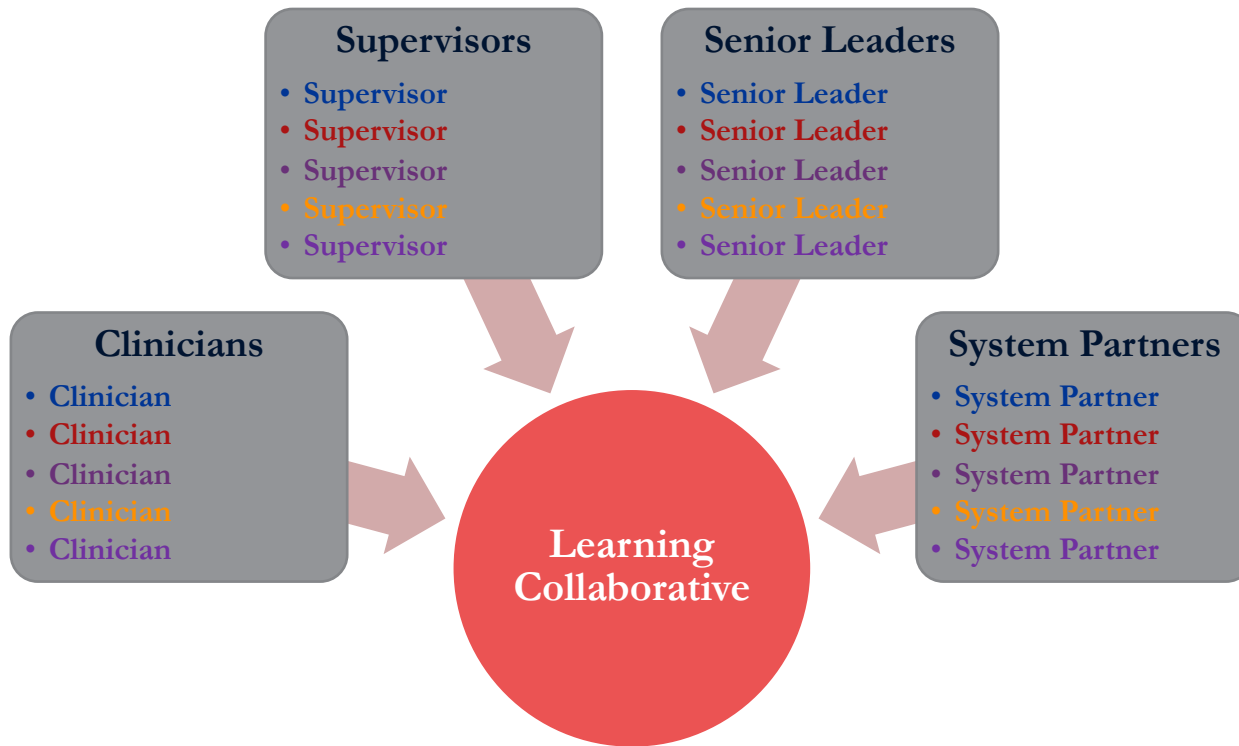 Supervisors
• Supervisor
• Supervisor
• Supervisor
• Supervisor
• Supervisor
Senior Leaders
• Senior Leader
• Senior Leader
• Senior Leader
• Senior Leader
• Senior Leader
Clinicians
• Clinician
• Clinician
• Clinician
• Clinician
• Clinician
System Partners
• System Partner
• System Partner
• System Partner
• System Partner
• System Partner
Learning
Collaborative